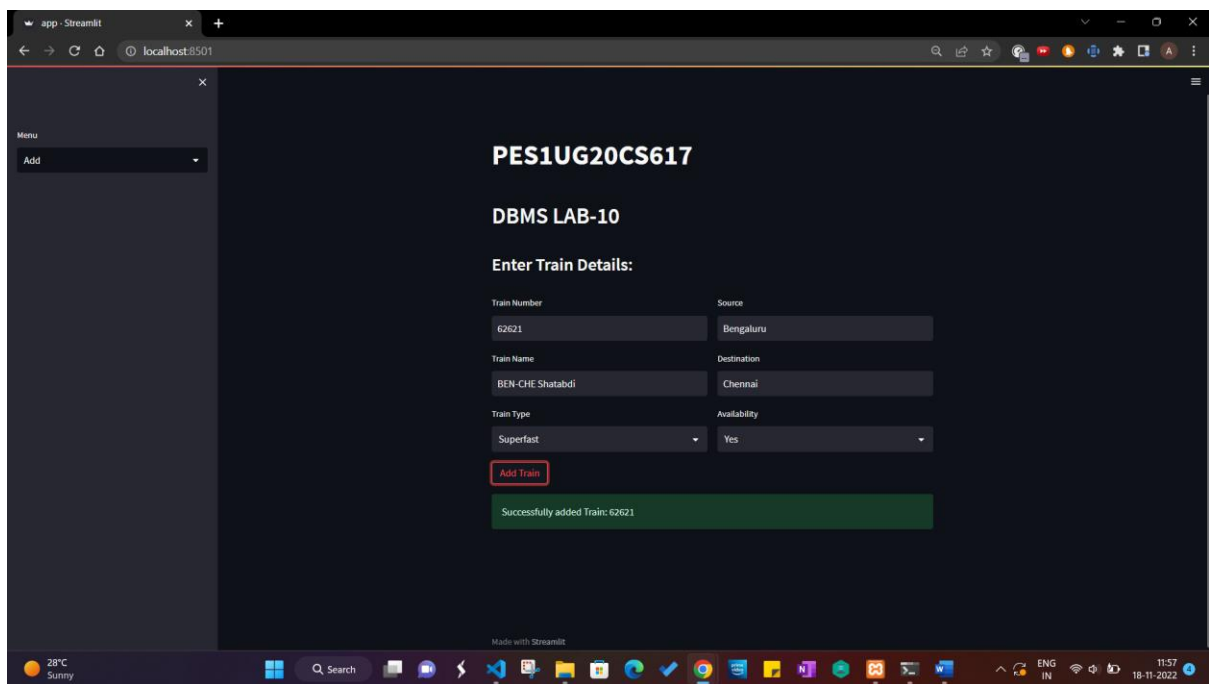 app · Streamlit
localhost:8501
A
Menu
Add
PES1UG20CS617
DBMS LAB-10
Enter Train Details:
Train Number Source
62621 Bengaluru
Train Name Destination
BEN-CHE Shatabdi Chennai
Train Type Availability
Superfast Yes
Add Train
Successfully added Train: 62621
Made with Streamlit
28°C
Sunny
Search
ENG
IN
11:57
18-11-2022
4